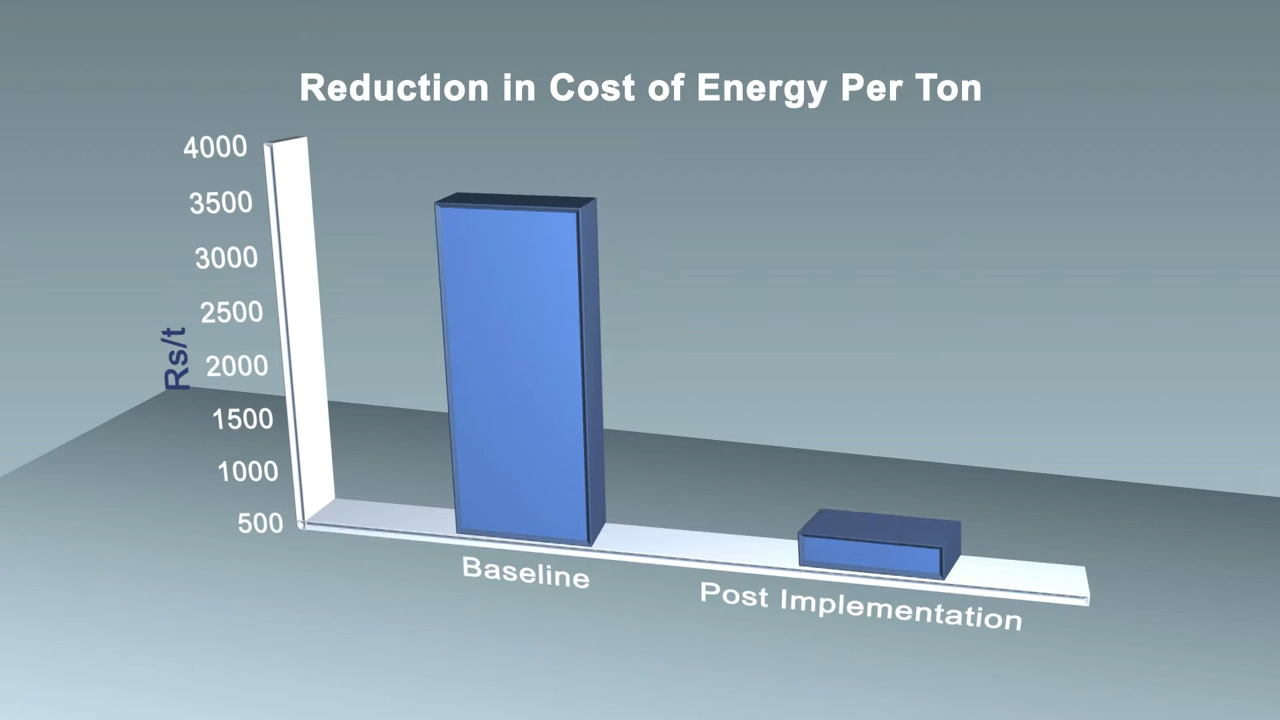 Reduction in Cost of Energy Per Ton
4000
3500
3000
2500
2000
1500
1000
500
Rs/t
Baseline
Post Implementation